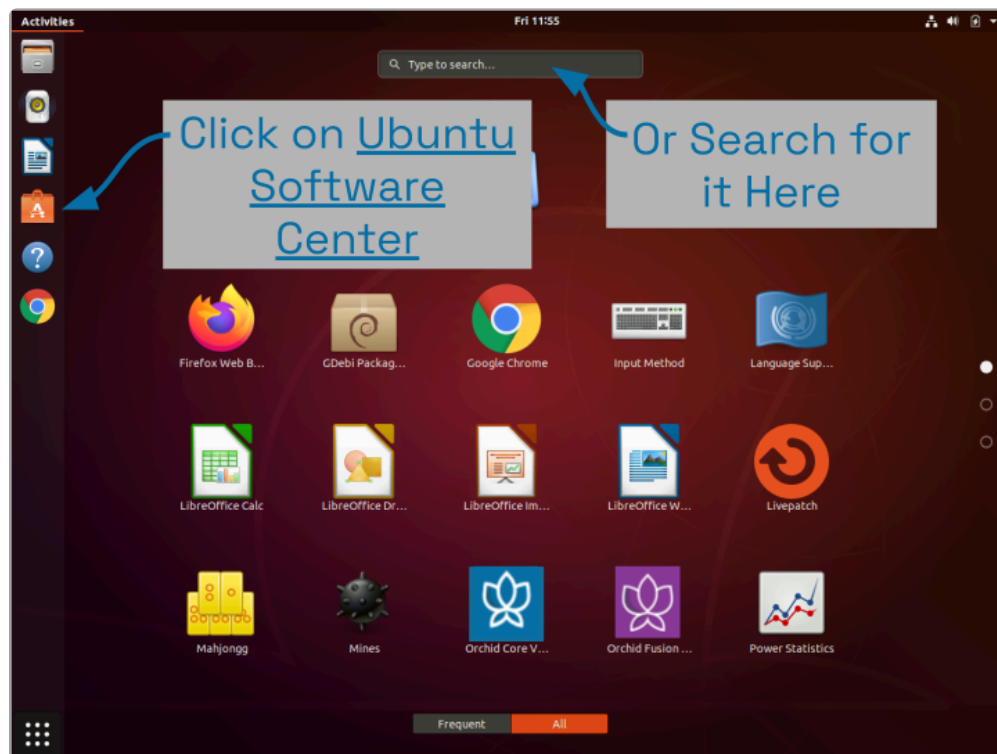 Activities
Fri 11:55
Type to search...
Click on Ubuntu
Software
Center
Or Search for
it Here
Firefox Web B...
GDebi Packag...
Google Chrome
Input Method
Language Sup...
LibreOffice Calc
LibreOffice Dr...
LibreOffice Im...
LibreOffice W...
Livepatch
Mahjongg
Mines
Orchid Core V...
Orchid Fusion ...
Power Statistics
Frequent
All